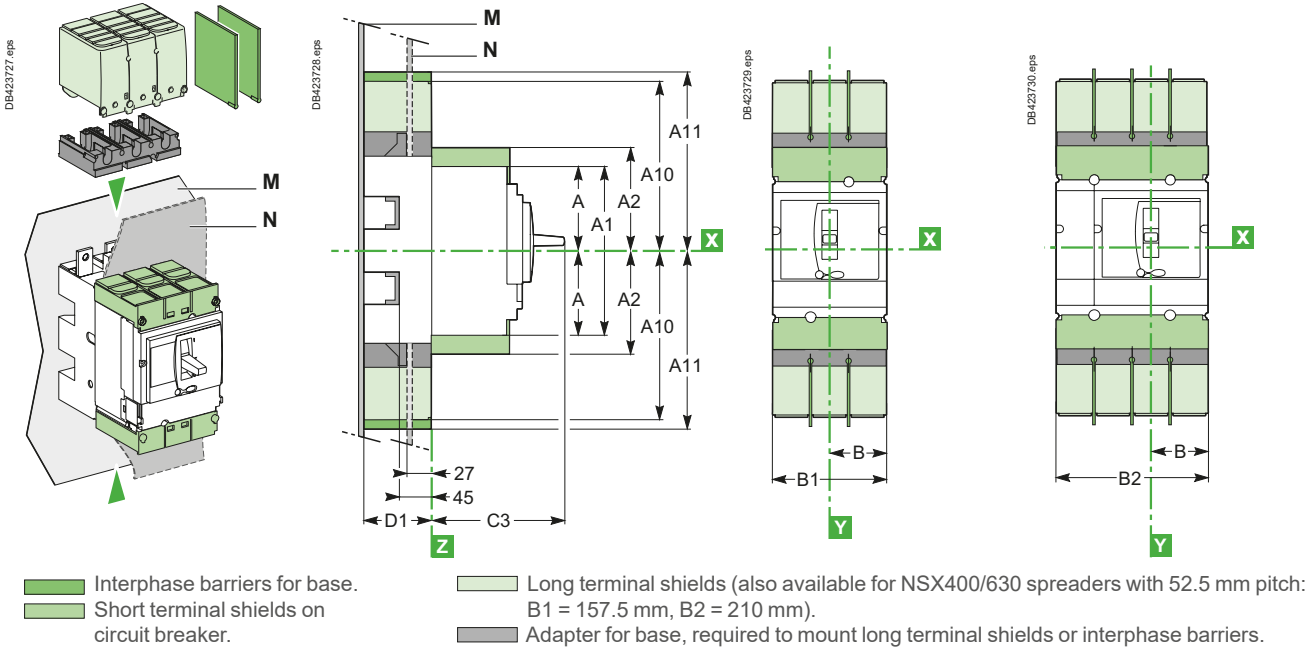 DB423727.eps
M
N
DB423728.eps
M
N
A11
A10
A2
A
A1
X
A
A2
A10
A11
27
45
D1
C3
Z
DB423729.eps
X
B
B1
Y
DB423730.eps
X
B
B2
Y
Interphase barriers for base.
Short terminal shields on
circuit breaker.
Long terminal shields (also available for NSX400/630 spreaders with 52.5 mm pitch:
B1 = 157.5 mm, B2 = 210 mm).
Adapter for base, required to mount long terminal shields or interphase barriers.